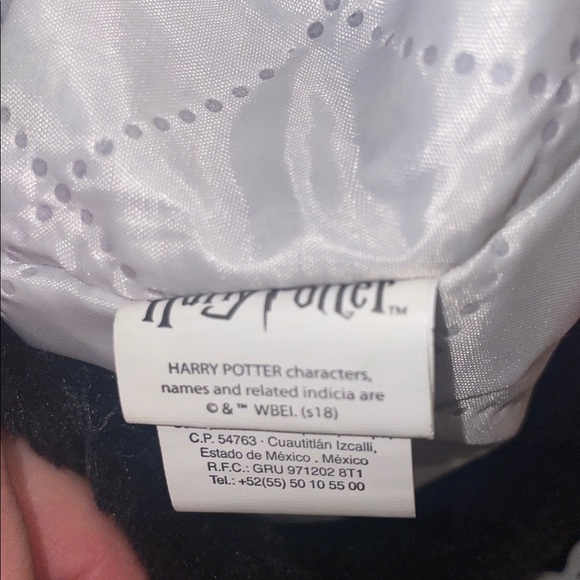 Harry Potter™
HARRY POTTER characters,
names and related indicia are
© & ™ WBEI. (s18)
C.P. 54763 · Cuautitlán Izcalli,
Estado de México . México
R.F.C.: GRU 971202 8T1
Tel.: +52(55) 50 10 55 00